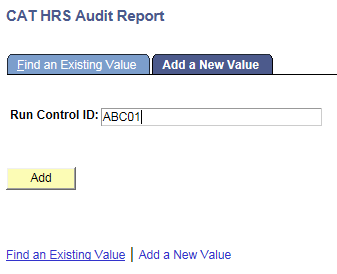 CAT HRS Audit Report
Find an Existing Value Add a New Value
Run Control ID: ABC01
Add
Find an Existing Value | Add a New Value